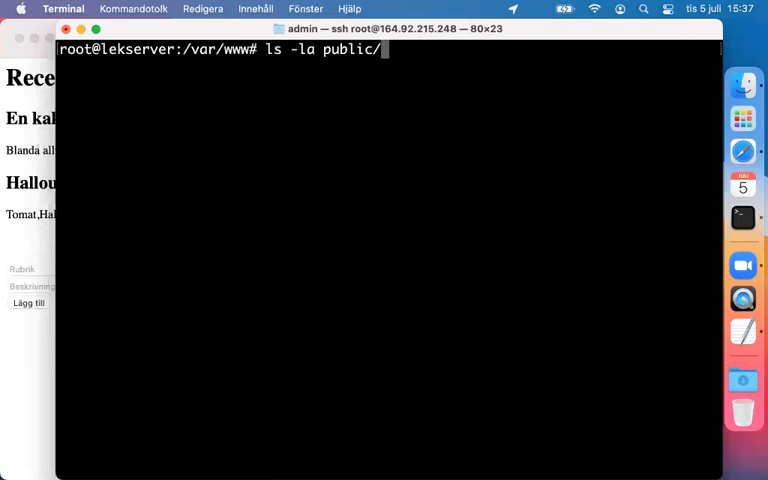 Terminal Kommandotolk Redigera Innehåll Fönster Hjälp tis 5 juli 15:37
admin — ssh root@164.92.215.248 — 80×23
root@lekserver:/var/www# ls -la public/
Rece
En kak
Blanda all
Hallou
Tomat,Hal
Rubrik
Beskrivning
Lägg till
JULI
5